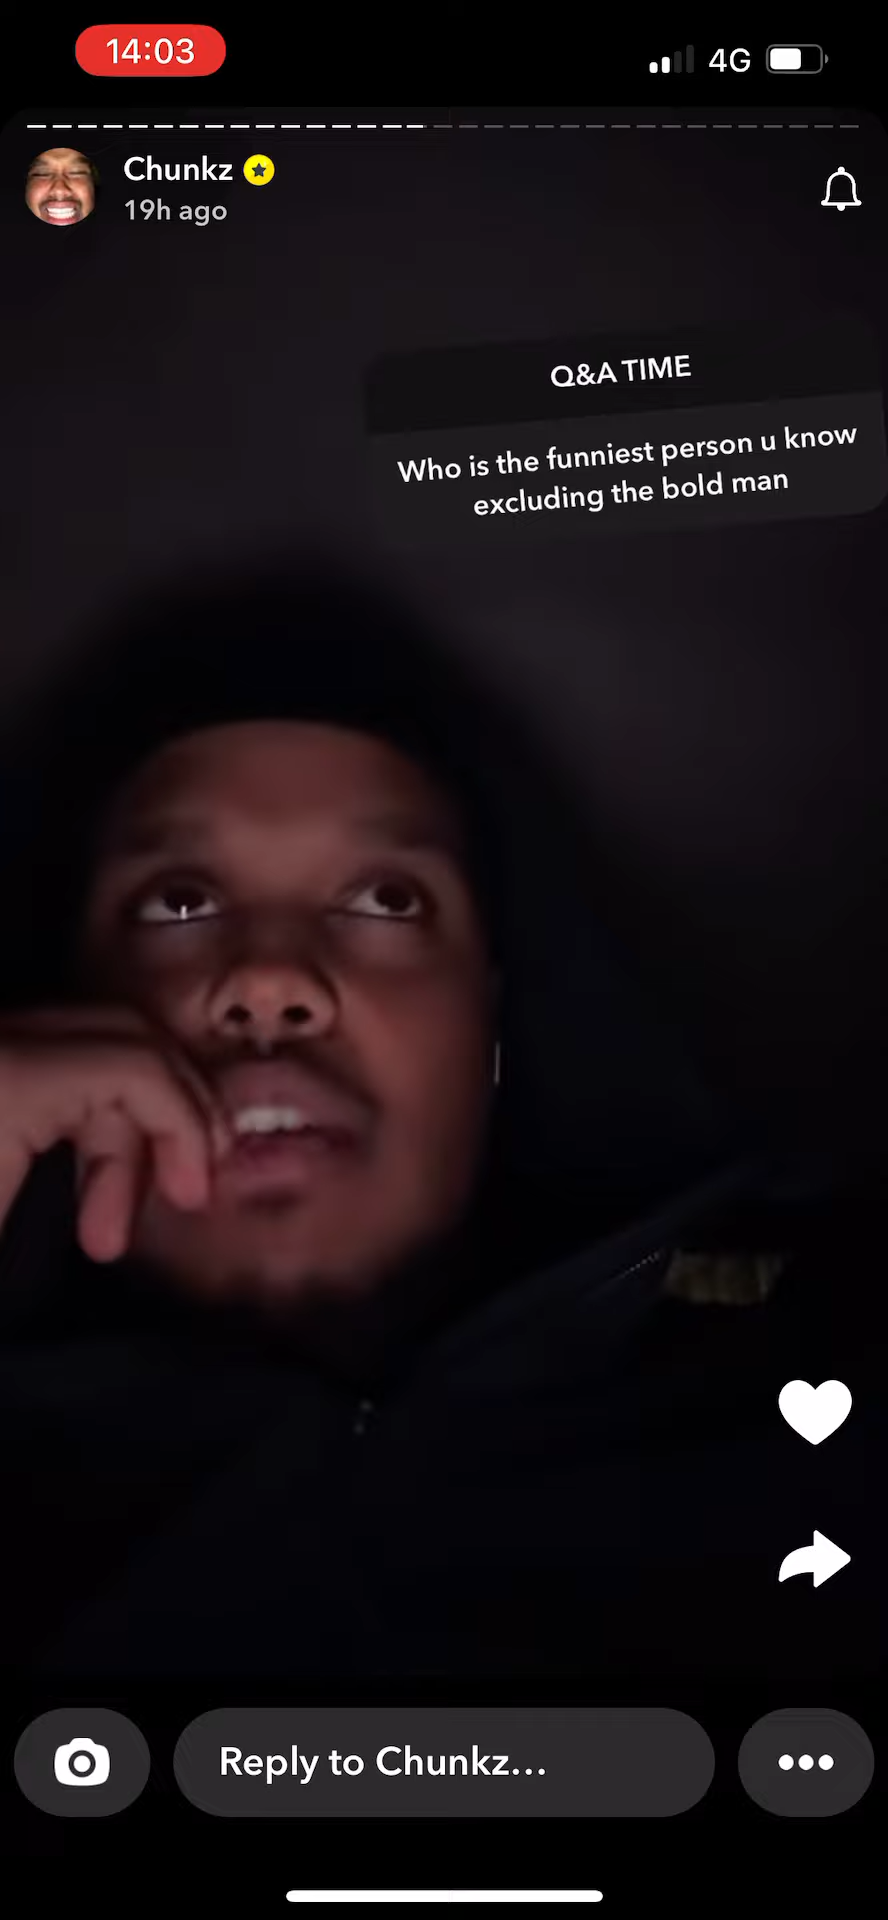 14:03
4G
Chunkz
19h ago
Q&A TIME
Who is the funniest person u know
excluding the bold man
Reply to Chunkz...